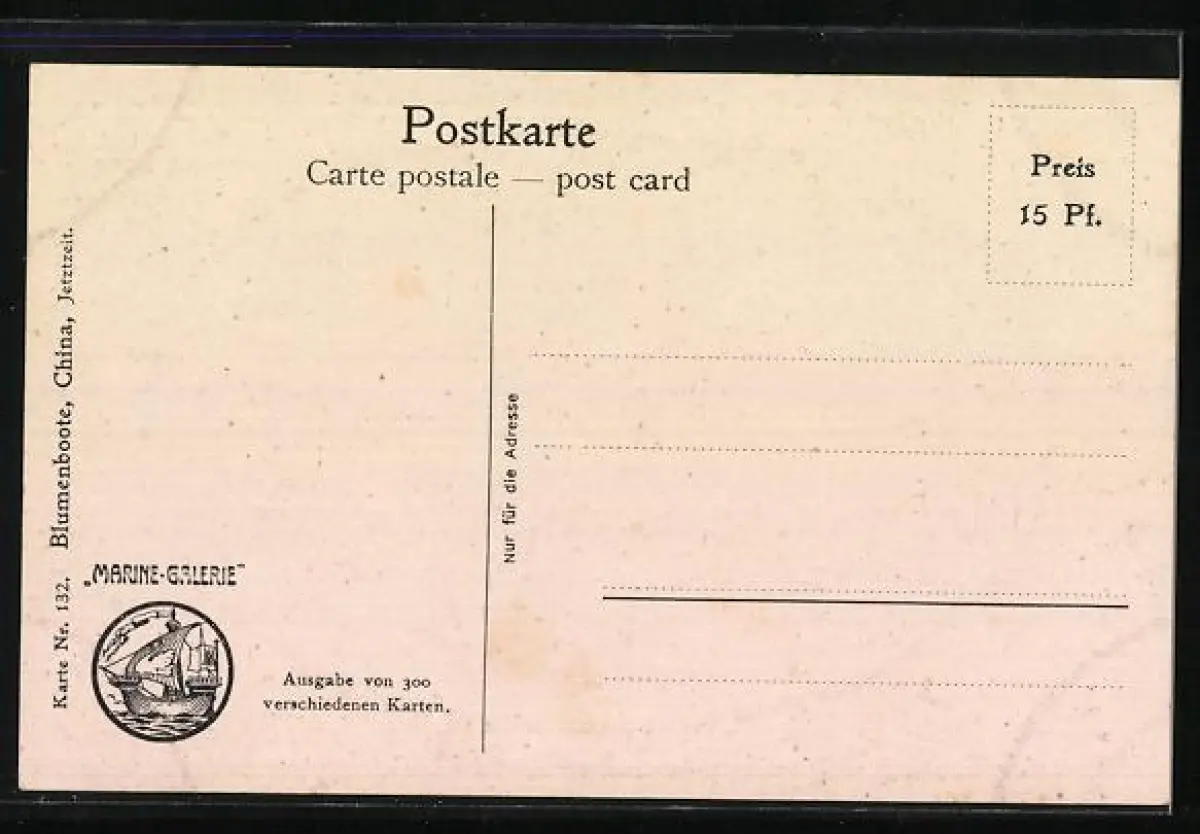 Postkarte
Carte postale — post card
Preis
15 Pf.
Nur für die Adresse
Karte Nr. 132. Blumenboote, China, Jetztzeit.
„MARINE-GALERIE”
Ausgabe von 300
verschiedenen Karten.